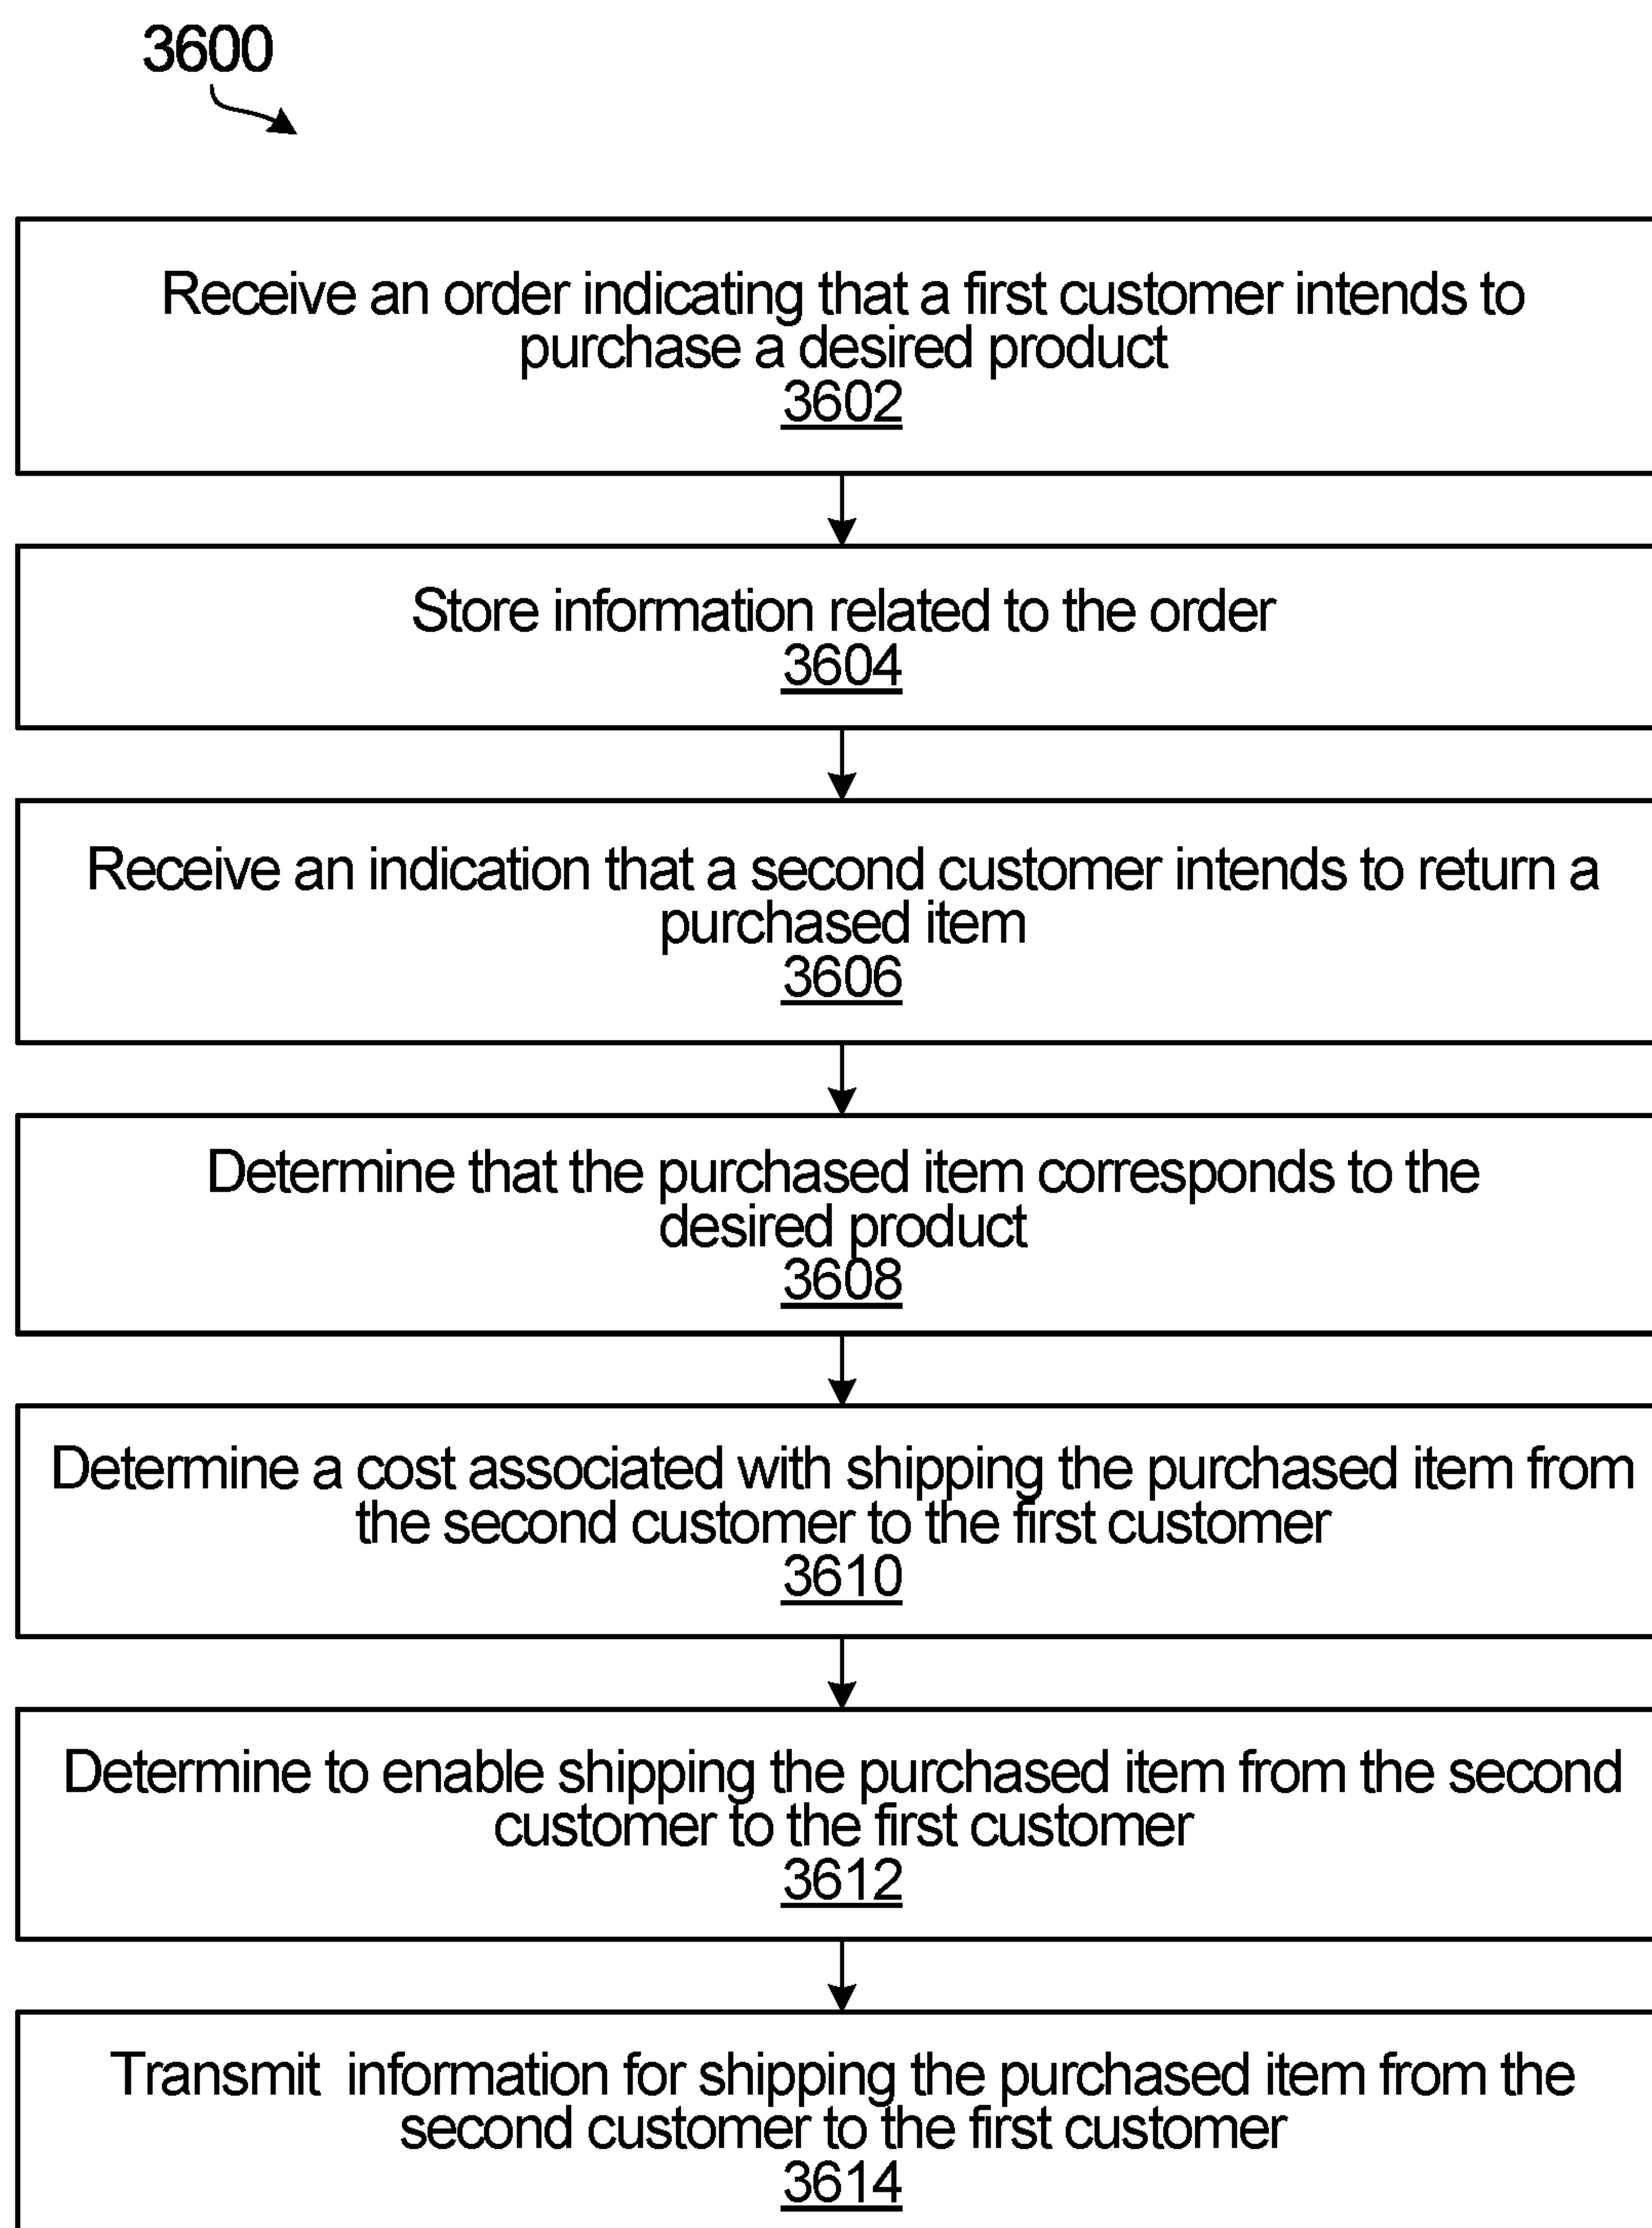 3600
Receive an order indicating that a first customer intends to
purchase a desired product
3602
Store information related to the order
3604
Receive an indication that a second customer intends to return a
purchased item
3606
Determine that the purchased item corresponds to the
desired product
3608
Determine a cost associated with shipping the purchased item from
the second customer to the first customer
3610
Determine to enable shipping the purchased item from the second
customer to the first customer
3612
Transmit information for shipping the purchased item from the
second customer to the first customer
3614